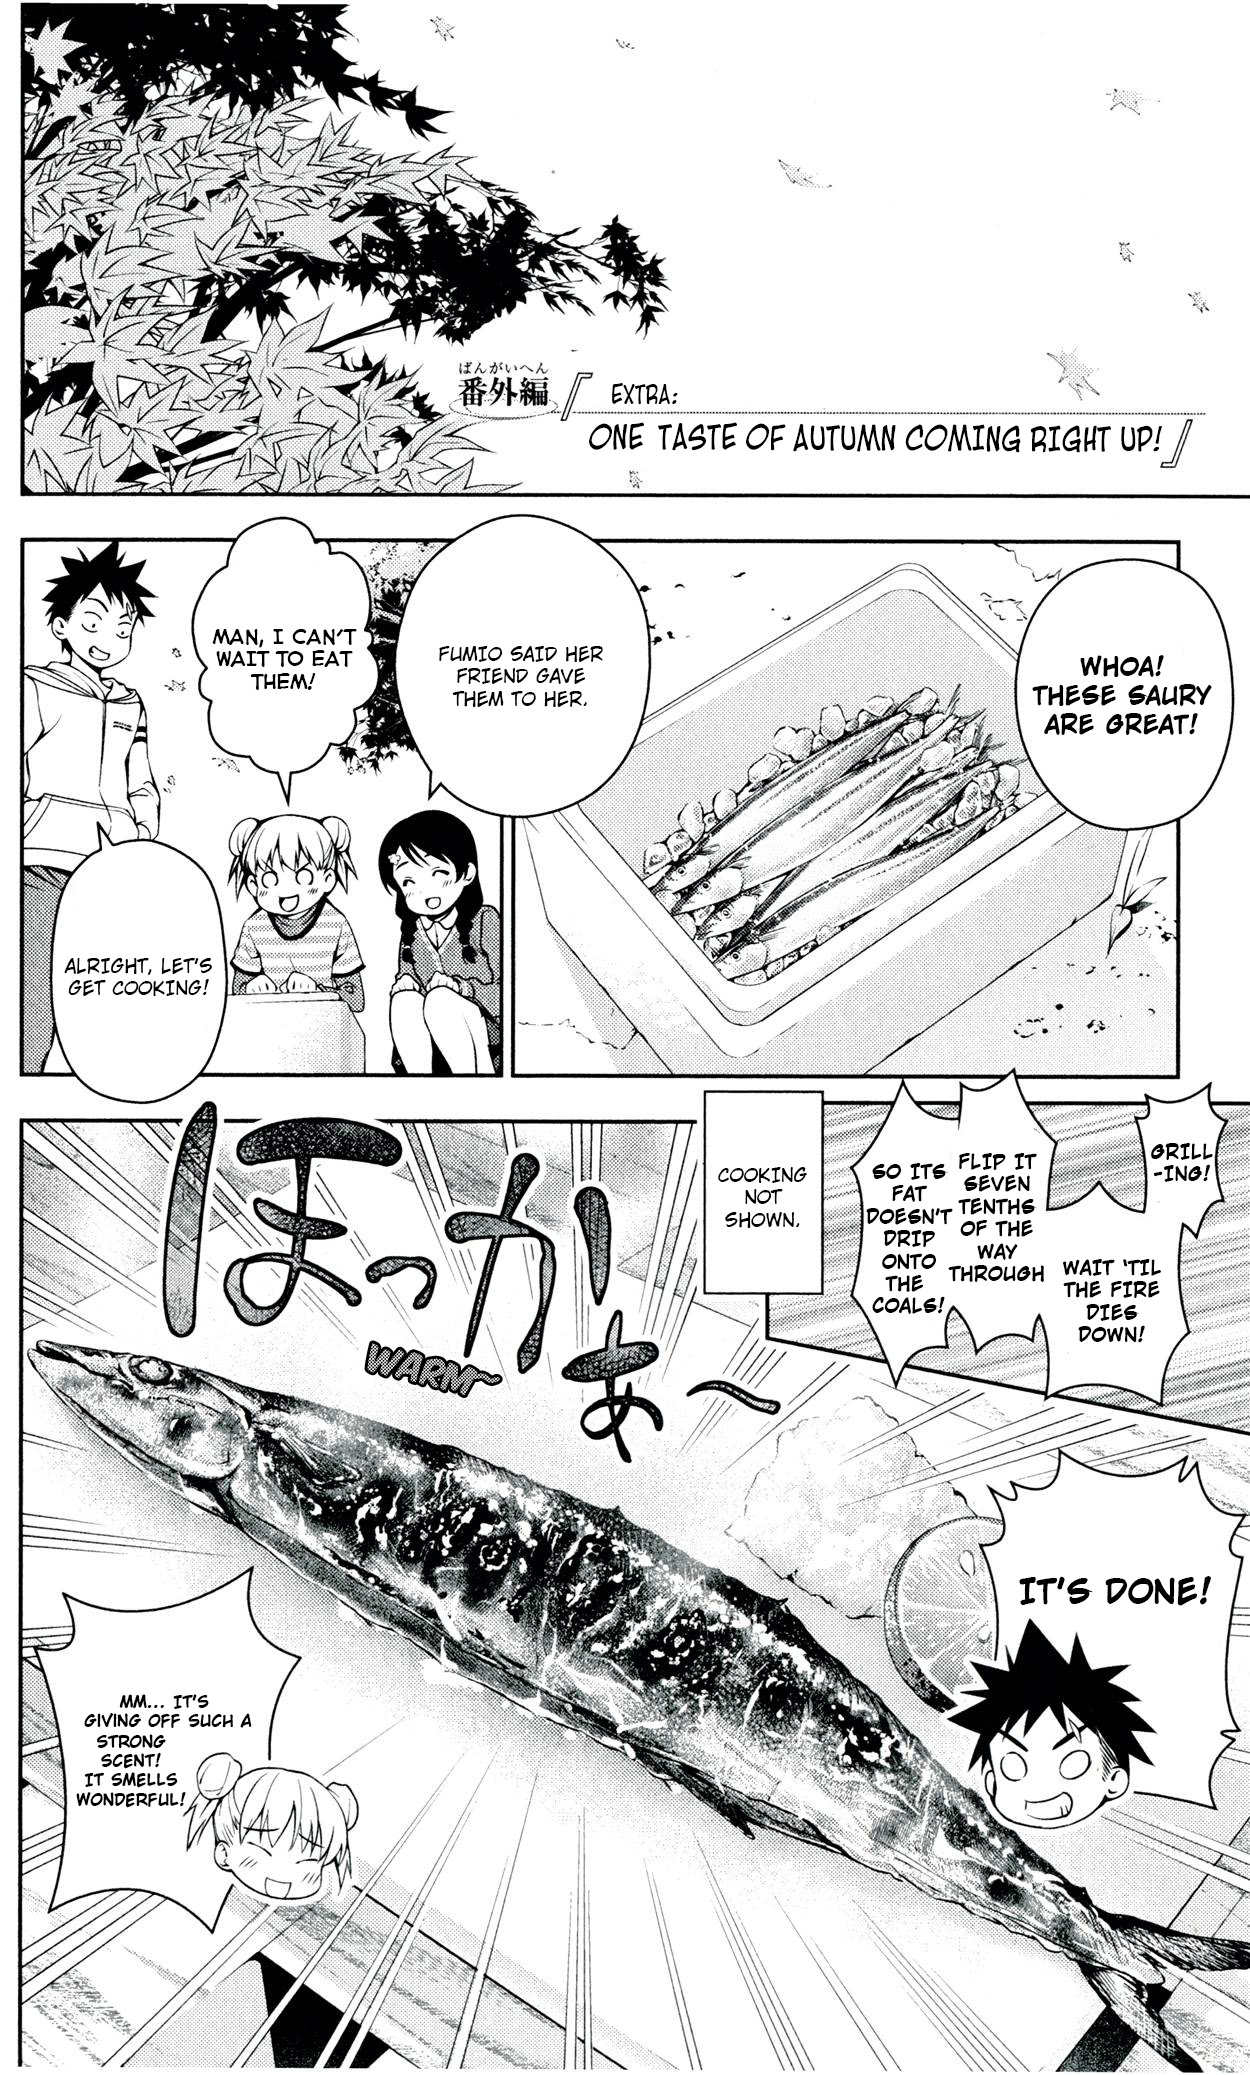 ばんがいへん
番外編
『 EXTRA:
ONE TASTE OF AUTUMN COMING RIGHT UP! 』
WHOA!
THESE SAURY
ARE GREAT!
FUMIO SAID HER
FRIEND GAVE
THEM TO HER.
MAN, I CAN'T
WAIT TO EAT
THEM!
ALRIGHT, LET'S
GET COOKING!
GRILL
-ING!
WAIT 'TIL
THE FIRE
DIES
DOWN!
FLIP IT
SEVEN
TENTHS
OF THE
WAY
THROUGH
SO ITS
FAT
DOESN'T
DRIP
ONTO
THE
COALS!
COOKING
NOT
SHOWN.
ほっかぁ～
WARM~
IT'S DONE!
MM... IT'S
GIVING OFF SUCH A
STRONG
SCENT!
IT SMELLS
WONDERFUL!